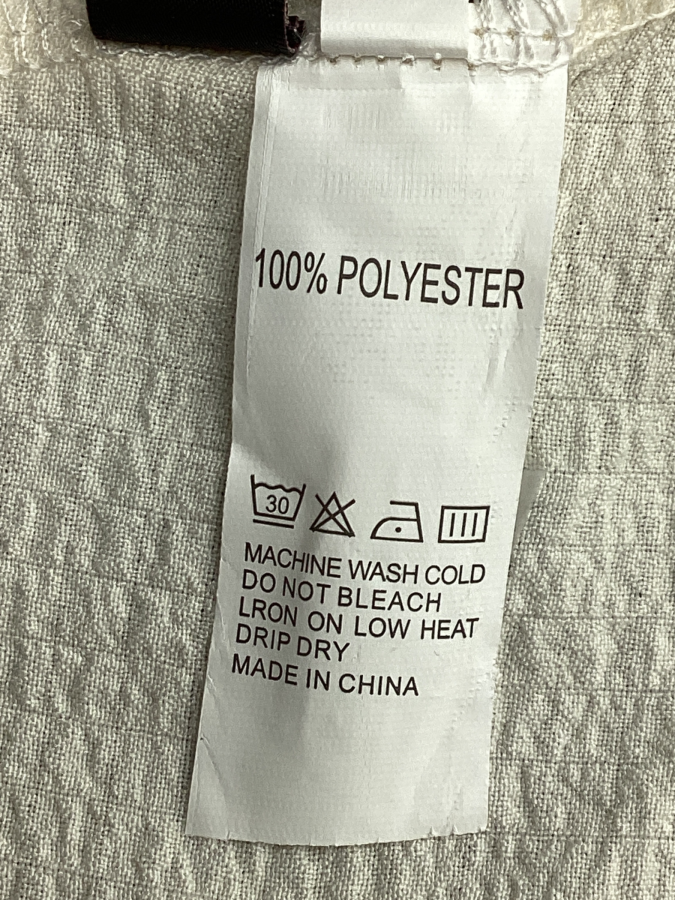 100% POLYESTER
30
MACHINE WASH COLD
DO NOT BLEACH
LRON ON LOW HEAT
DRIP DRY
MADE IN CHINA